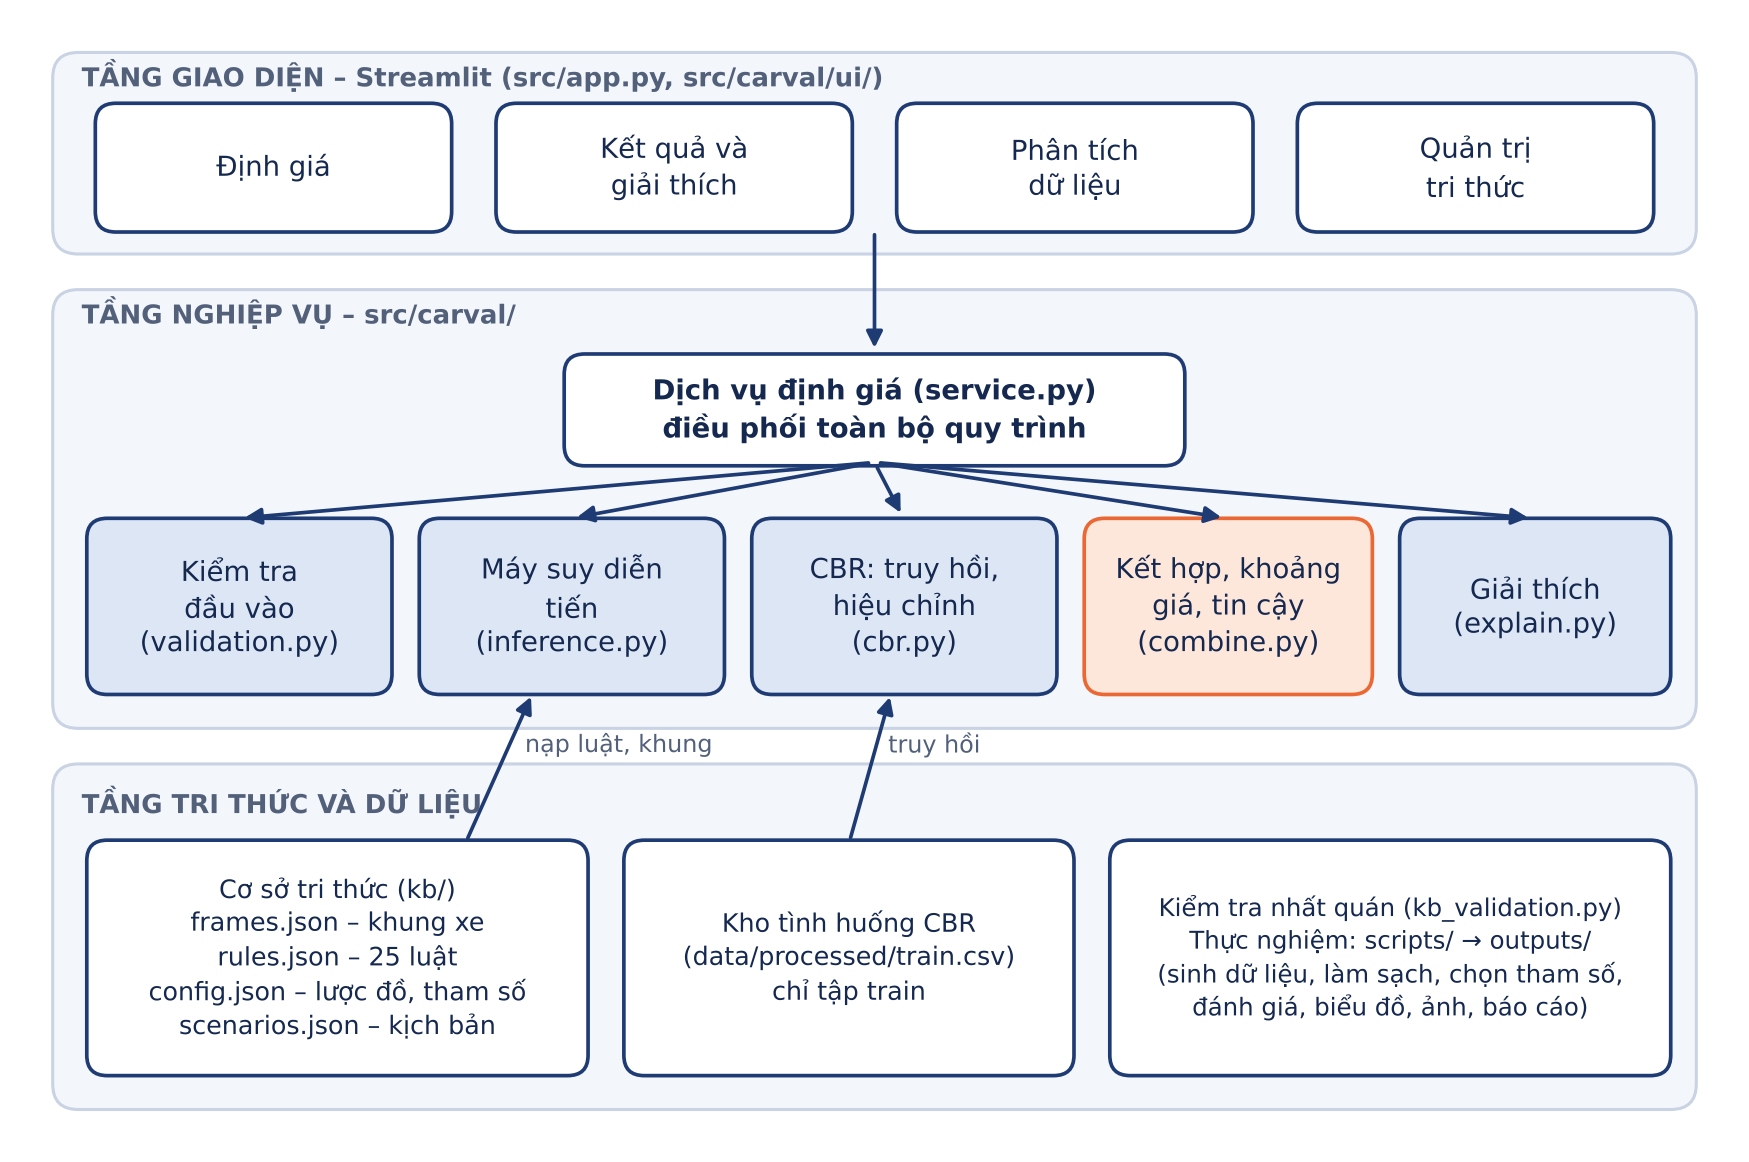 TẦNG GIAO DIỆN – Streamlit (src/app.py, src/carval/ui/)
Định giá
Kết quả và
giải thích
Phân tích
dữ liệu
Quản trị
tri thức
TẦNG NGHIỆP VỤ – src/carval/
Dịch vụ định giá (service.py)
điều phối toàn bộ quy trình
Kiểm tra
đầu vào
(validation.py)
Máy suy diễn
tiến
(inference.py)
CBR: truy hồi,
hiệu chỉnh
(cbr.py)
Kết hợp, khoảng
giá, tin cậy
(combine.py)
Giải thích
(explain.py)
nạp luật, khung
truy hồi
TẦNG TRI THỨC VÀ DỮ LIỆU
Cơ sở tri thức (kb/)
frames.json – khung xe
rules.json – 25 luật
config.json – lược đồ, tham số
scenarios.json – kịch bản
Kho tình huống CBR
(data/processed/train.csv)
chỉ tập train
Kiểm tra nhất quán (kb_validation.py)
Thực nghiệm: scripts/ → outputs/
(sinh dữ liệu, làm sạch, chọn tham số,
đánh giá, biểu đồ, ảnh, báo cáo)